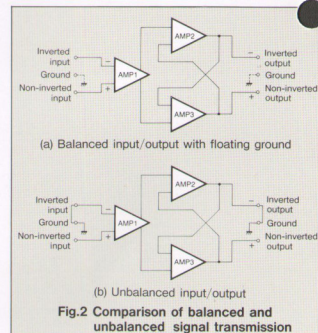 AMP2
Inverted input
−
−
Inverted output
Ground
AMP1
Ground
Non-inverted input
+
+
Non-inverted output
AMP3
(a) Balanced input/output with floating ground
AMP2
Inverted input
−
−
Inverted output
Ground
AMP1
Ground
Non-inverted input
+
+
Non-inverted output
AMP3
(b) Unbalanced input/output
Fig.2 Comparison of balanced and
unbalanced signal transmission